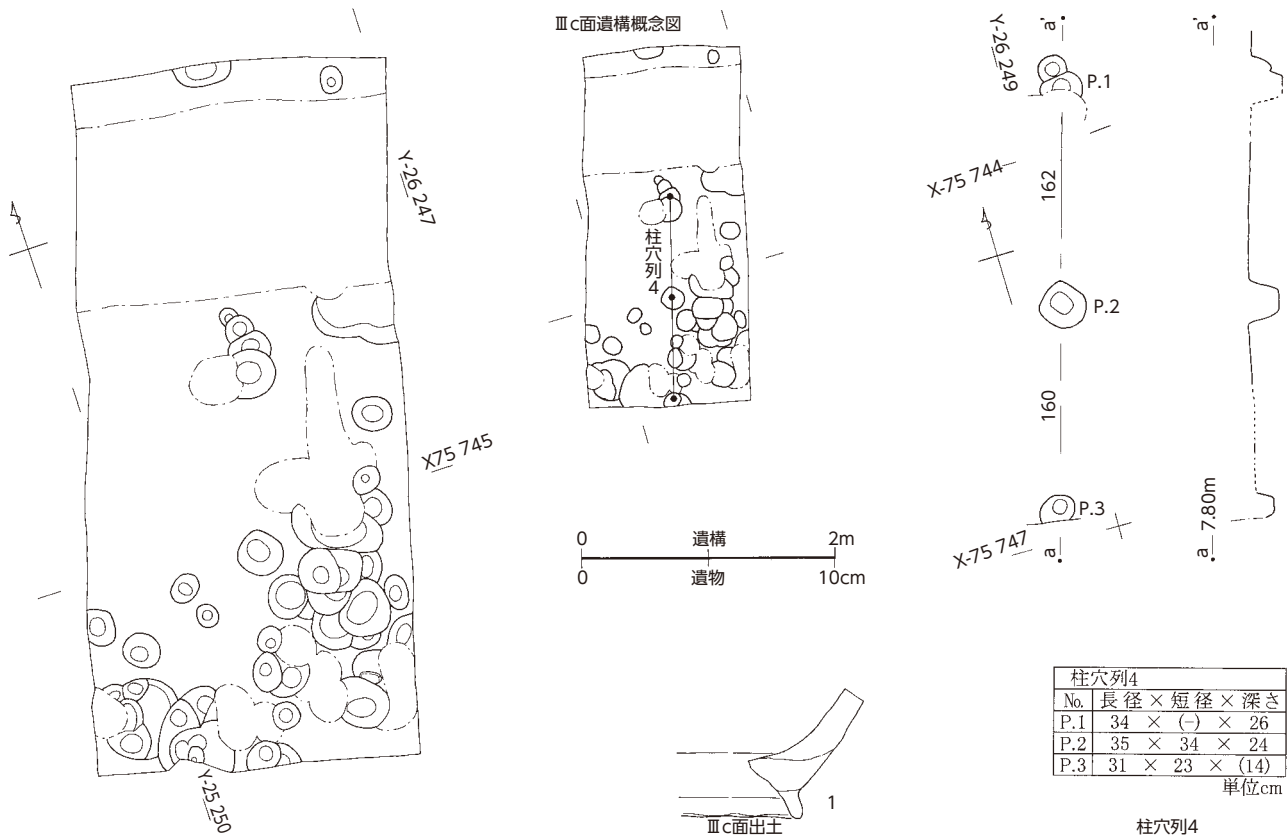 Ⅲc面遺構概念図
Y-26 247
X75 745
Y-25 250
柱穴列4
0 遺構 2m
0 遺物 10cm
1
Ⅲc面出土
Y-26 249
a'
a'
P.1
X-75 744
162
P.2
160
P.3
X-75 747
a
a 7.80m
柱穴列4
No. 長径 × 短径 × 深さ
P.1 34 × (-) × 26
P.2 35 × 34 × 24
P.3 31 × 23 × (14)
単位cm
柱穴列4